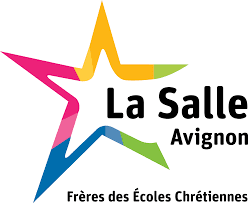 La Salle
Avignon
Frères des Écoles Chrétiennes